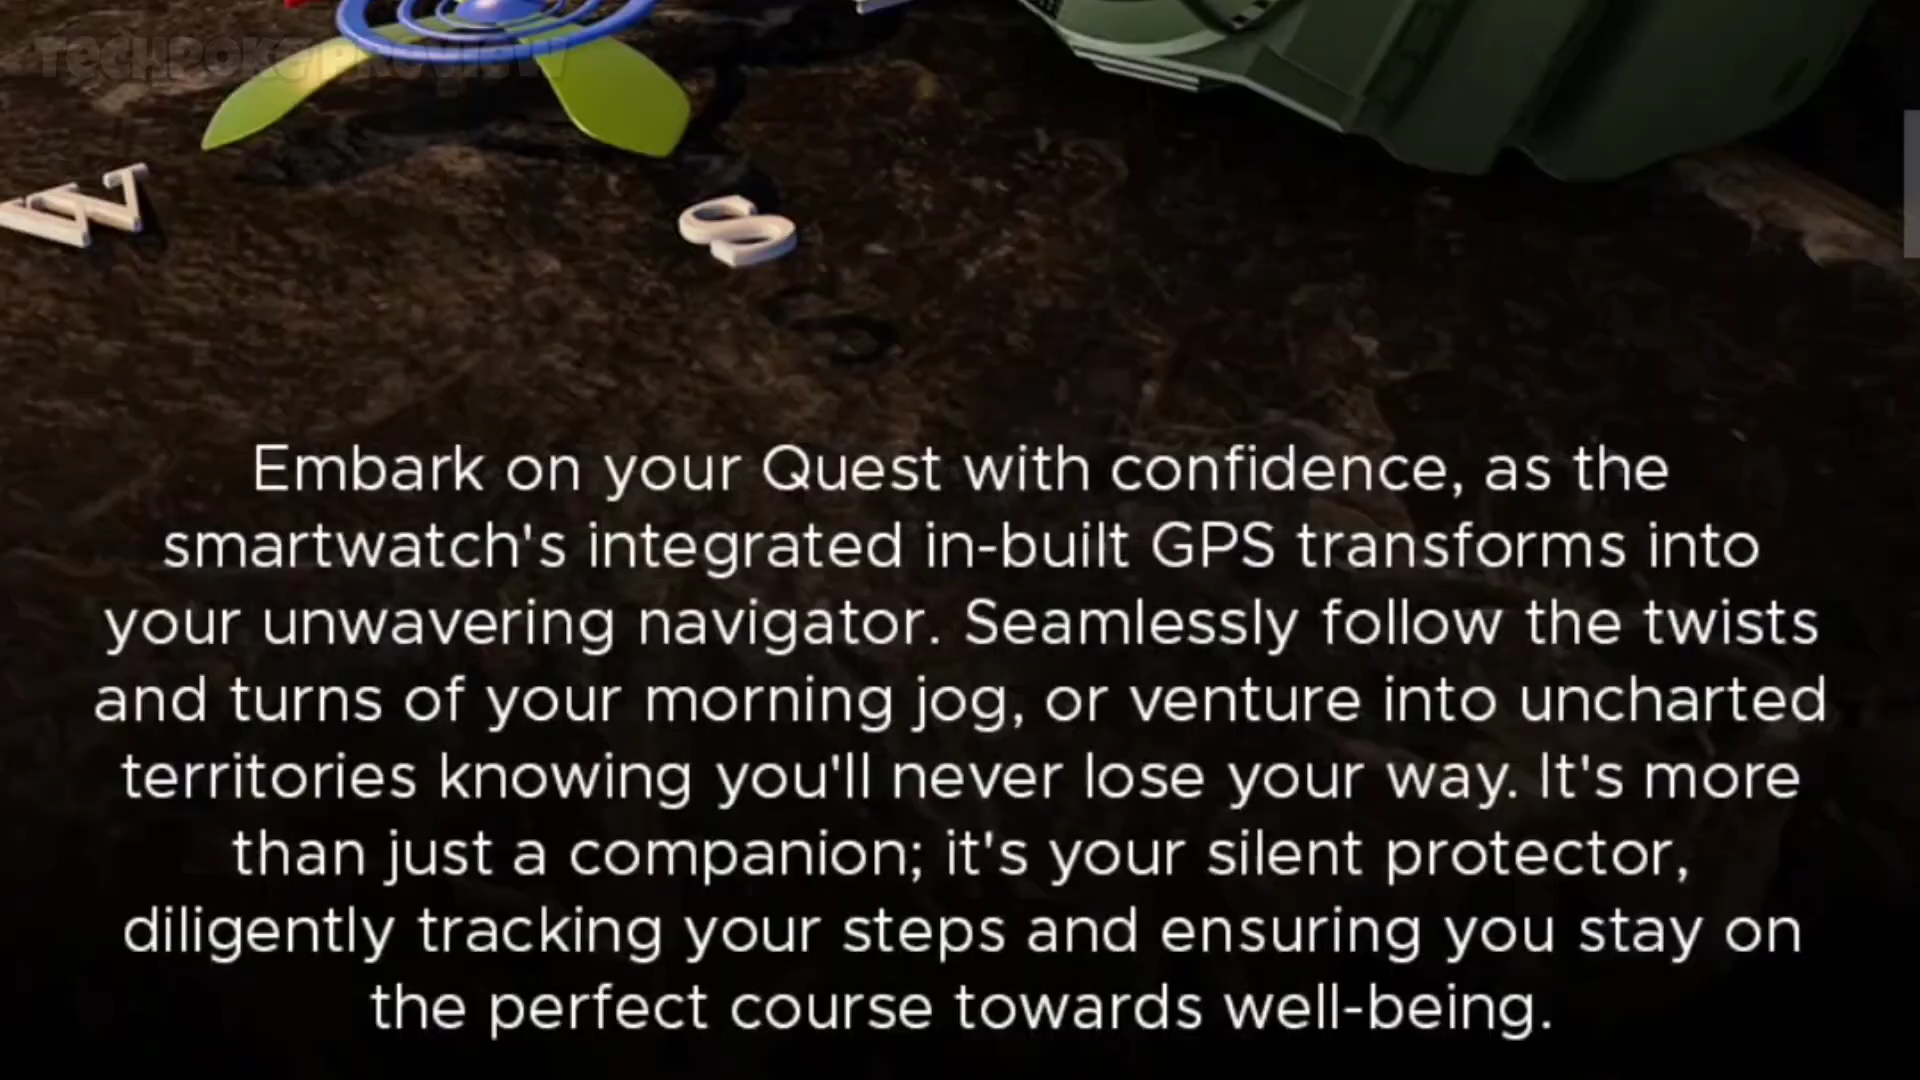 TECHPOKE PREVIEW
W
S
Embark on your Quest with confidence, as the
smartwatch's integrated in-built GPS transforms into
your unwavering navigator. Seamlessly follow the twists
and turns of your morning jog, or venture into uncharted
territories knowing you'll never lose your way. It's more
than just a companion; it's your silent protector,
diligently tracking your steps and ensuring you stay on
the perfect course towards well-being.